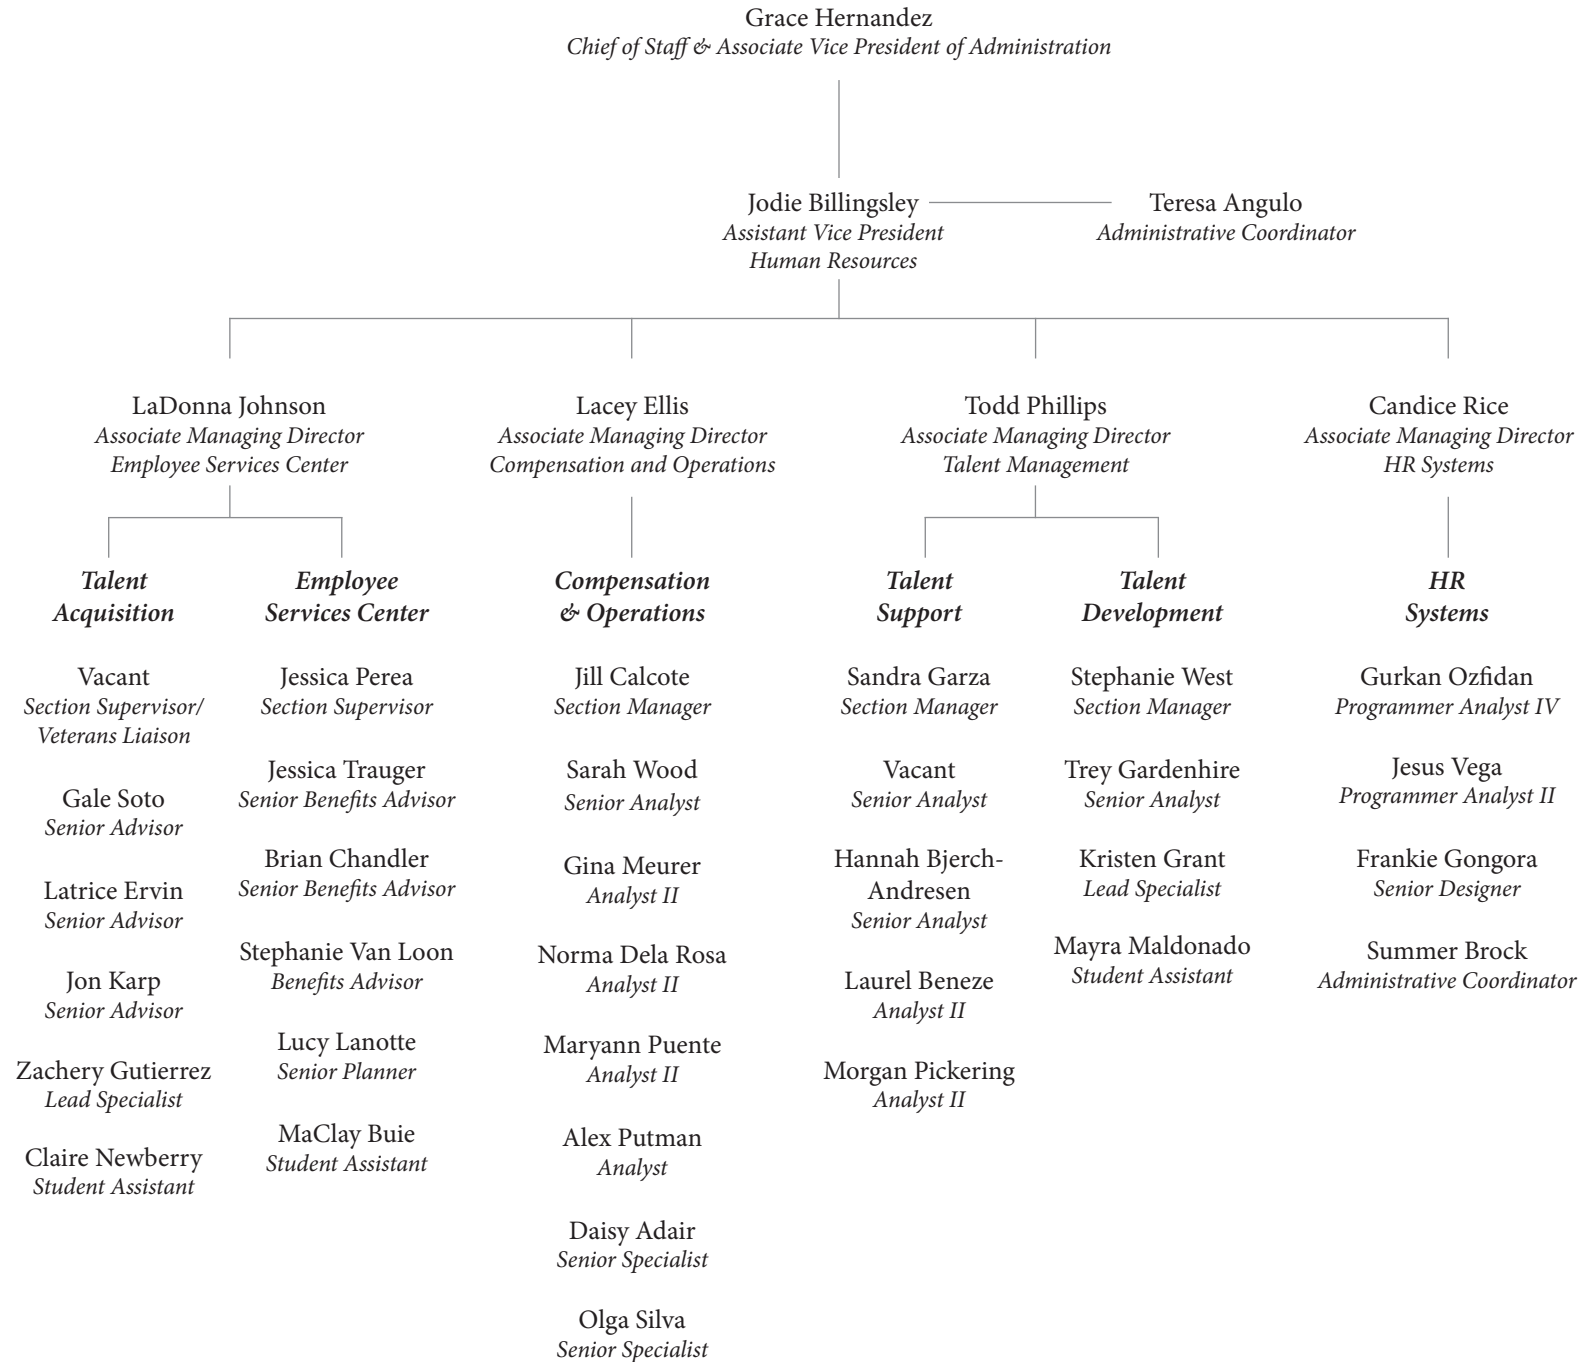 Grace Hernandez
Chief of Staff & Associate Vice President of Administration
Jodie Billingsley
Assistant Vice President
Human Resources
Teresa Angulo
Administrative Coordinator
LaDonna Johnson
Associate Managing Director
Employee Services Center
Lacey Ellis
Associate Managing Director
Compensation and Operations
Todd Phillips
Associate Managing Director
Talent Management
Candice Rice
Associate Managing Director
HR Systems
Talent
Acquisition
Vacant
Section Supervisor/
Veterans Liaison
Gale Soto
Senior Advisor
Latrice Ervin
Senior Advisor
Jon Karp
Senior Advisor
Zachery Gutierrez
Lead Specialist
Claire Newberry
Student Assistant
Employee
Services Center
Jessica Perea
Section Supervisor
Jessica Trauger
Senior Benefits Advisor
Brian Chandler
Senior Benefits Advisor
Stephanie Van Loon
Benefits Advisor
Lucy Lanotte
Senior Planner
MaClay Buie
Student Assistant
Compensation
& Operations
Jill Calcote
Section Manager
Sarah Wood
Senior Analyst
Gina Meurer
Analyst II
Norma Dela Rosa
Analyst II
Maryann Puente
Analyst II
Alex Putman
Analyst
Daisy Adair
Senior Specialist
Olga Silva
Senior Specialist
Talent
Support
Sandra Garza
Section Manager
Vacant
Senior Analyst
Hannah Bjerch-
Andresen
Senior Analyst
Laurel Beneze
Analyst II
Morgan Pickering
Analyst II
Talent
Development
Stephanie West
Section Manager
Trey Gardenhire
Senior Analyst
Kristen Grant
Lead Specialist
Mayra Maldonado
Student Assistant
HR
Systems
Gurkan Ozfidan
Programmer Analyst IV
Jesus Vega
Programmer Analyst II
Frankie Gongora
Senior Designer
Summer Brock
Administrative Coordinator